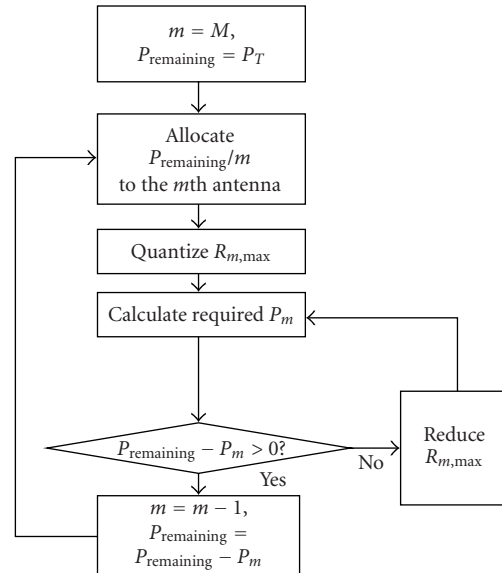 m = M,
P_remaining = P_T
Allocate
P_remaining/m
to the mth antenna
Quantize R_m,max
Calculate required P_m
P_remaining − P_m > 0?
No
Reduce
R_m,max
Yes
m = m − 1,
P_remaining =
P_remaining − P_m